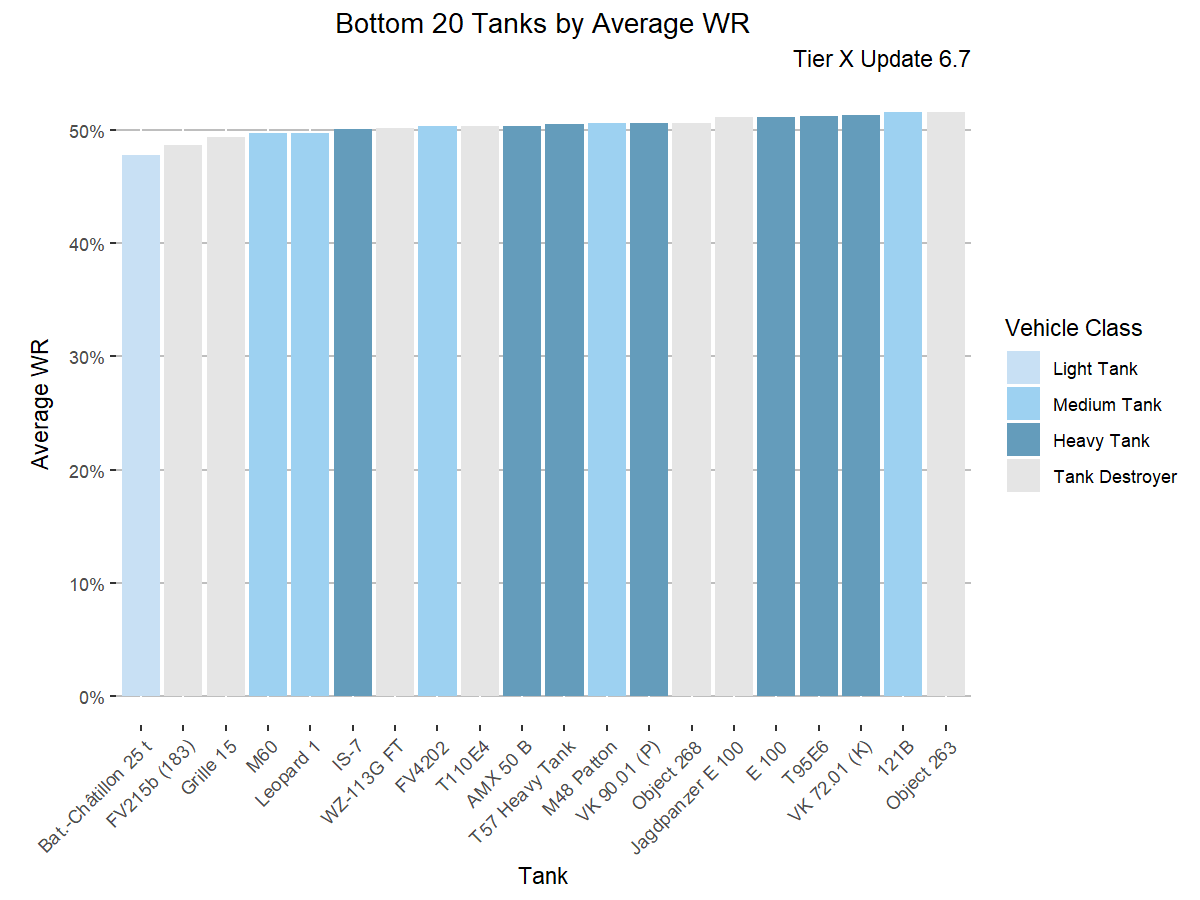 Bottom 20 Tanks by Average WR
Tier X Update 6.7
Average WR
50%
40%
30%
20%
10%
0%
Bat.-Châtillon 25 t
FV215b (183)
Grille 15
M60
Leopard 1
IS-7
WZ-113G FT
FV4202
T110E4
AMX 50 B
T57 Heavy Tank
M48 Patton
VK 90.01 (P)
Object 268
Jagdpanzer E 100
E 100
T95E6
VK 72.01 (K)
121B
Object 263
Tank
Vehicle Class
Light Tank
Medium Tank
Heavy Tank
Tank Destroyer